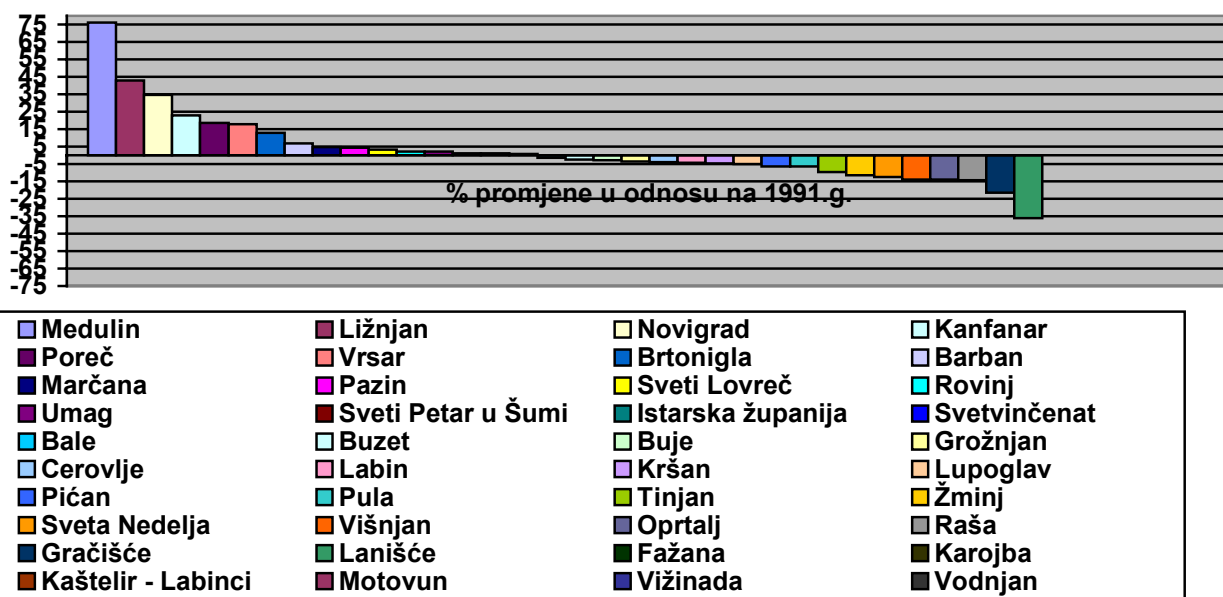 75
65
55
45
35
25
15
5
-5
-15
-25
-35
-45
-55
-65
-75
% promjene u odnosu na 1991.g.
Medulin Ližnjan Novigrad Kanfanar
Poreč Vrsar Brtonigla Barban
Marčana Pazin Sveti Lovreč Rovinj
Umag Sveti Petar u Šumi Istarska županija Svetvinčenat
Bale Buzet Buje Grožnjan
Cerovlje Labin Kršan Lupoglav
Pićan Pula Tinjan Žminj
Sveta Nedelja Višnjan Oprtalj Raša
Gračišće Lanišće Fažana Karojba
Kaštelir - Labinci Motovun Vižinada Vodnjan